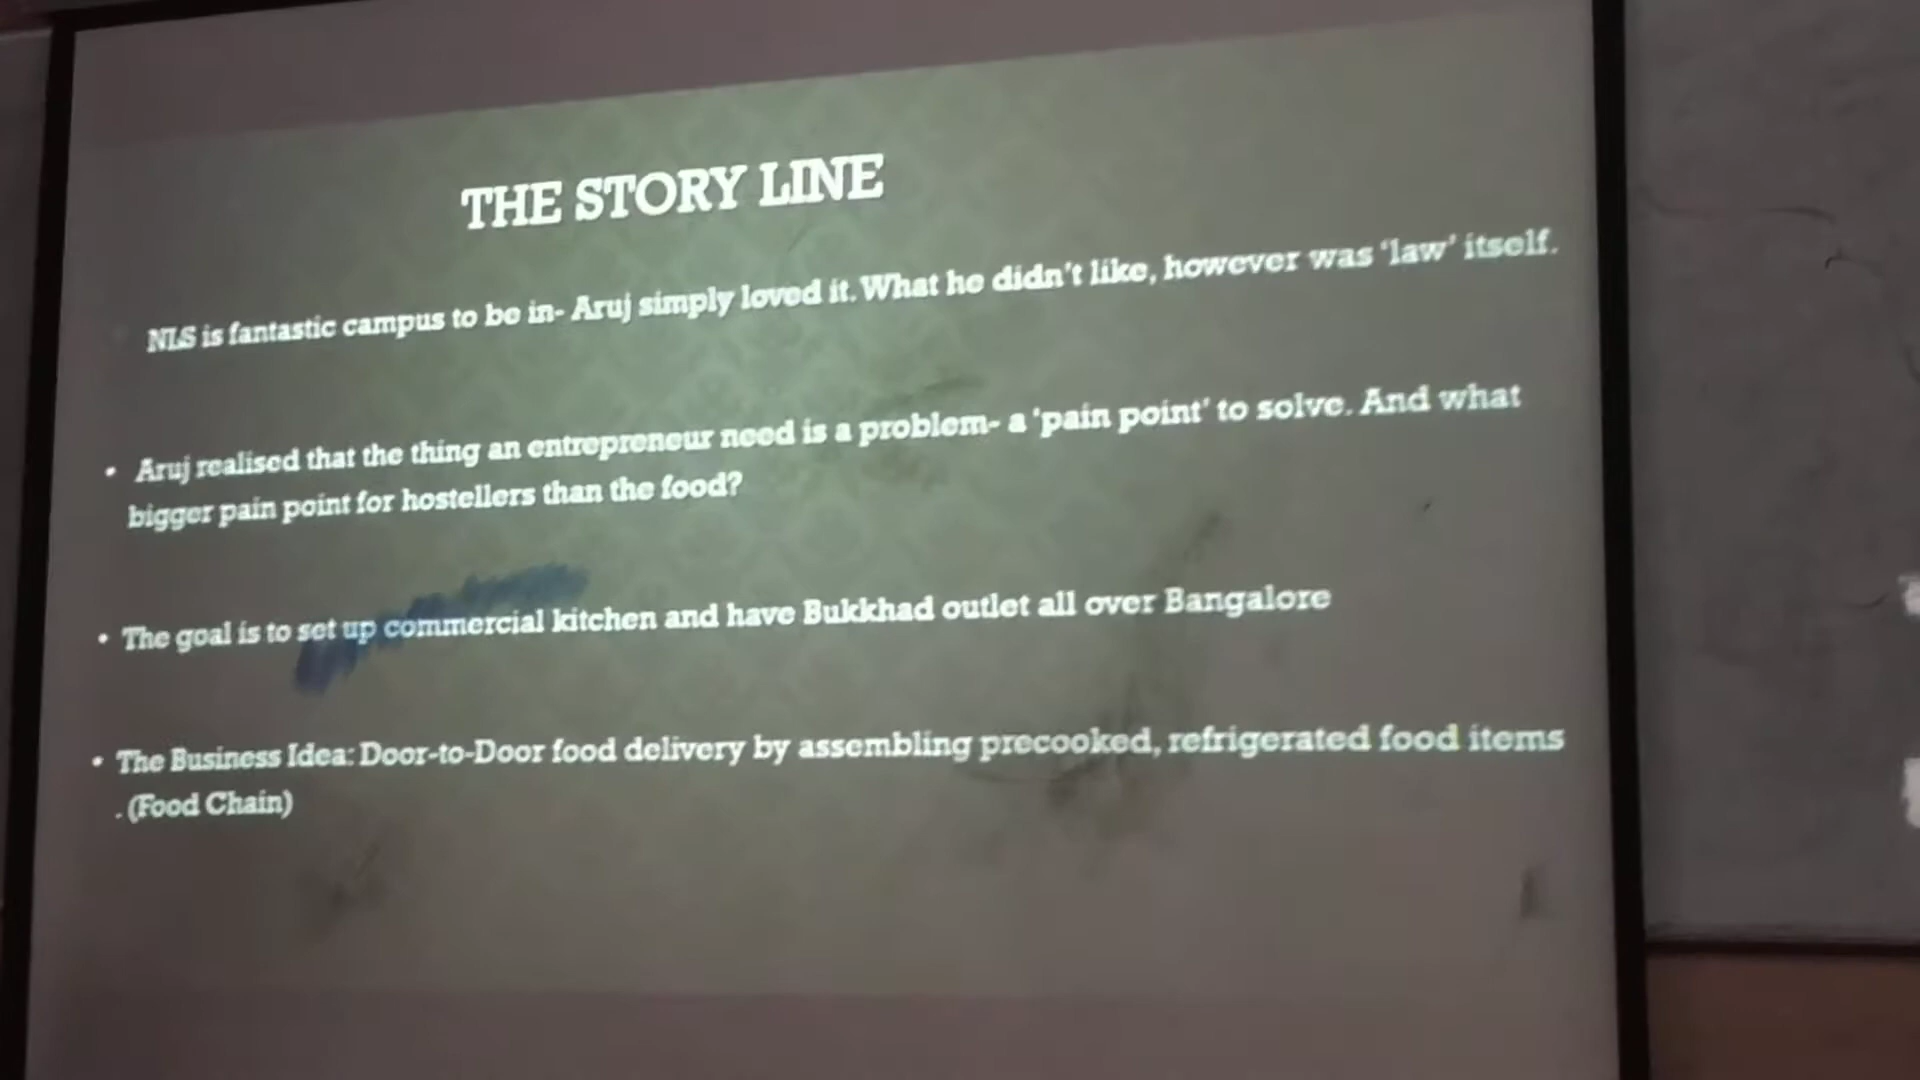 THE STORY LINE
NLS is fantastic campus to be in- Aruj simply loved it. What he didn't like, however was 'law' itself.
• Aruj realised that the thing an entrepreneur need is a problem- a 'pain point' to solve. And what
bigger pain point for hostellers than the food?
• The goal is to set up commercial kitchen and have Bukkhad outlet all over Bangalore
• The Business Idea: Door-to-Door food delivery by assembling precooked, refrigerated food items
. (Food Chain)